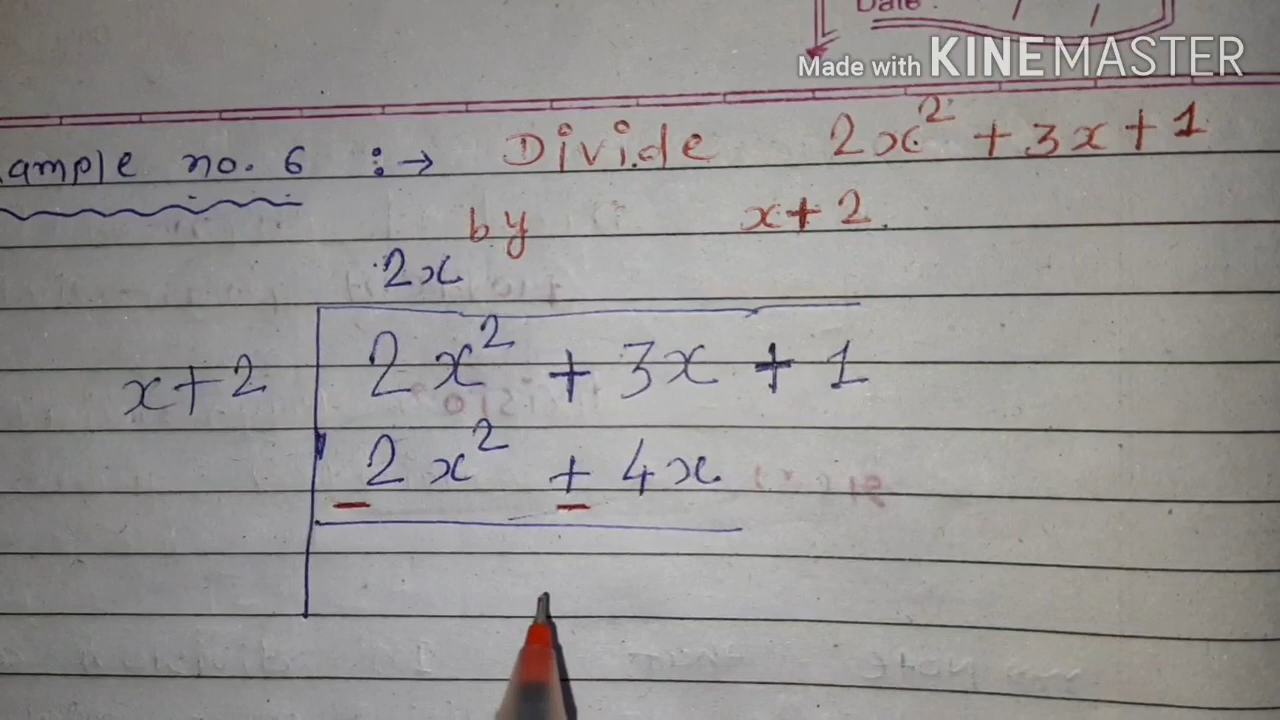 Date :
Made with KINEMASTER
ample no. 6 :→ Divide 2x² + 3x + 1
by x + 2.
2x
x + 2 2x² + 3x + 1
2x² + 4x
− −